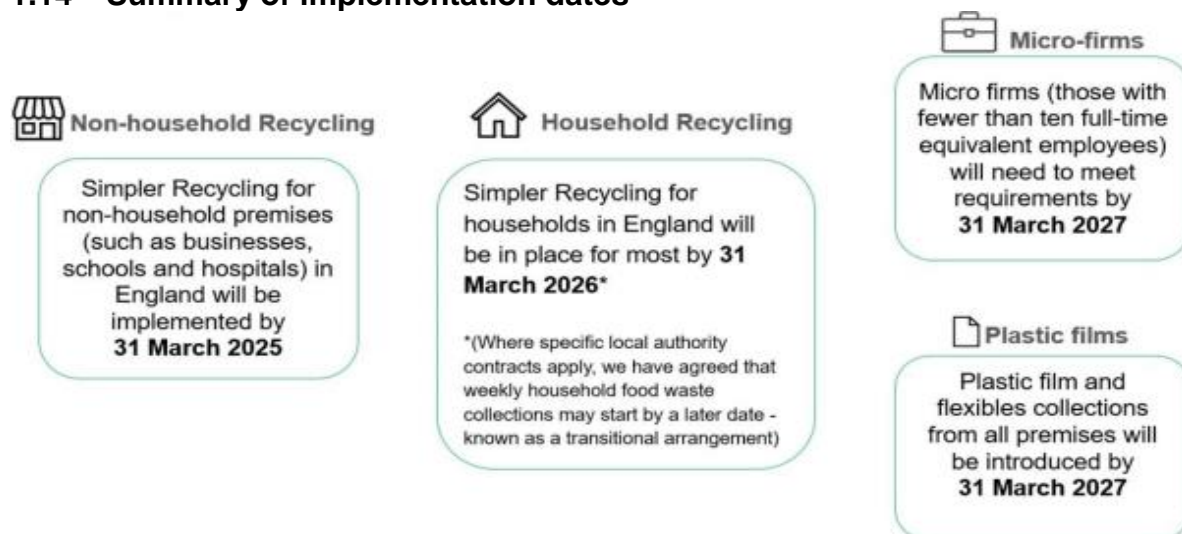 1.14 Summary of implementation dates
Non-household Recycling
Simpler Recycling for
non-household premises
(such as businesses,
schools and hospitals) in
England will be
implemented by
31 March 2025
Household Recycling
Simpler Recycling for
households in England will
be in place for most by 31
March 2026*
*(Where specific local authority
contracts apply, we have agreed that
weekly household food waste
collections may start by a later date -
known as a transitional arrangement)
Micro-firms
Micro firms (those with
fewer than ten full-time
equivalent employees)
will need to meet
requirements by
31 March 2027
Plastic films
Plastic film and
flexibles collections
from all premises will
be introduced by
31 March 2027